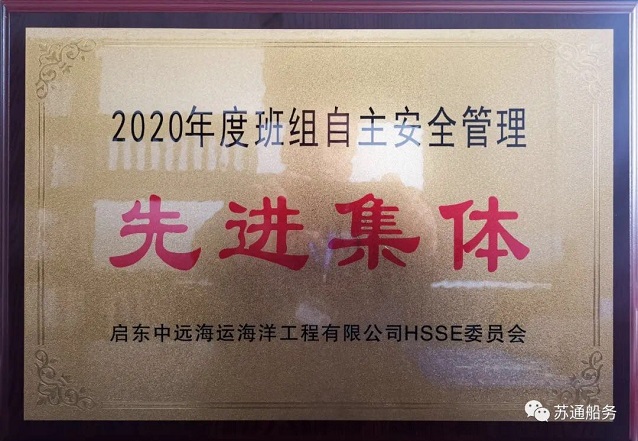 2020年度班组自主安全管理
先进集体
启东中远海运海洋工程有限公司HSSE委员会
苏通船务